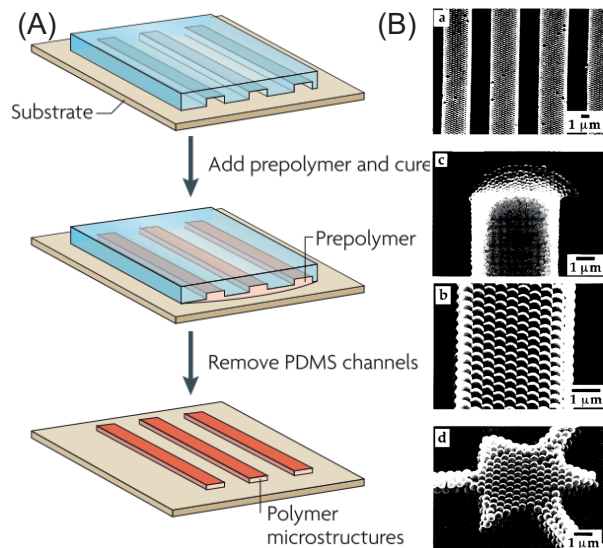 (A)
Substrate
Add prepolymer and cure
Prepolymer
Remove PDMS channels
Polymer
microstructures
(B)
a
1 μm
c
1 μm
b
1 μm
d
1 μm